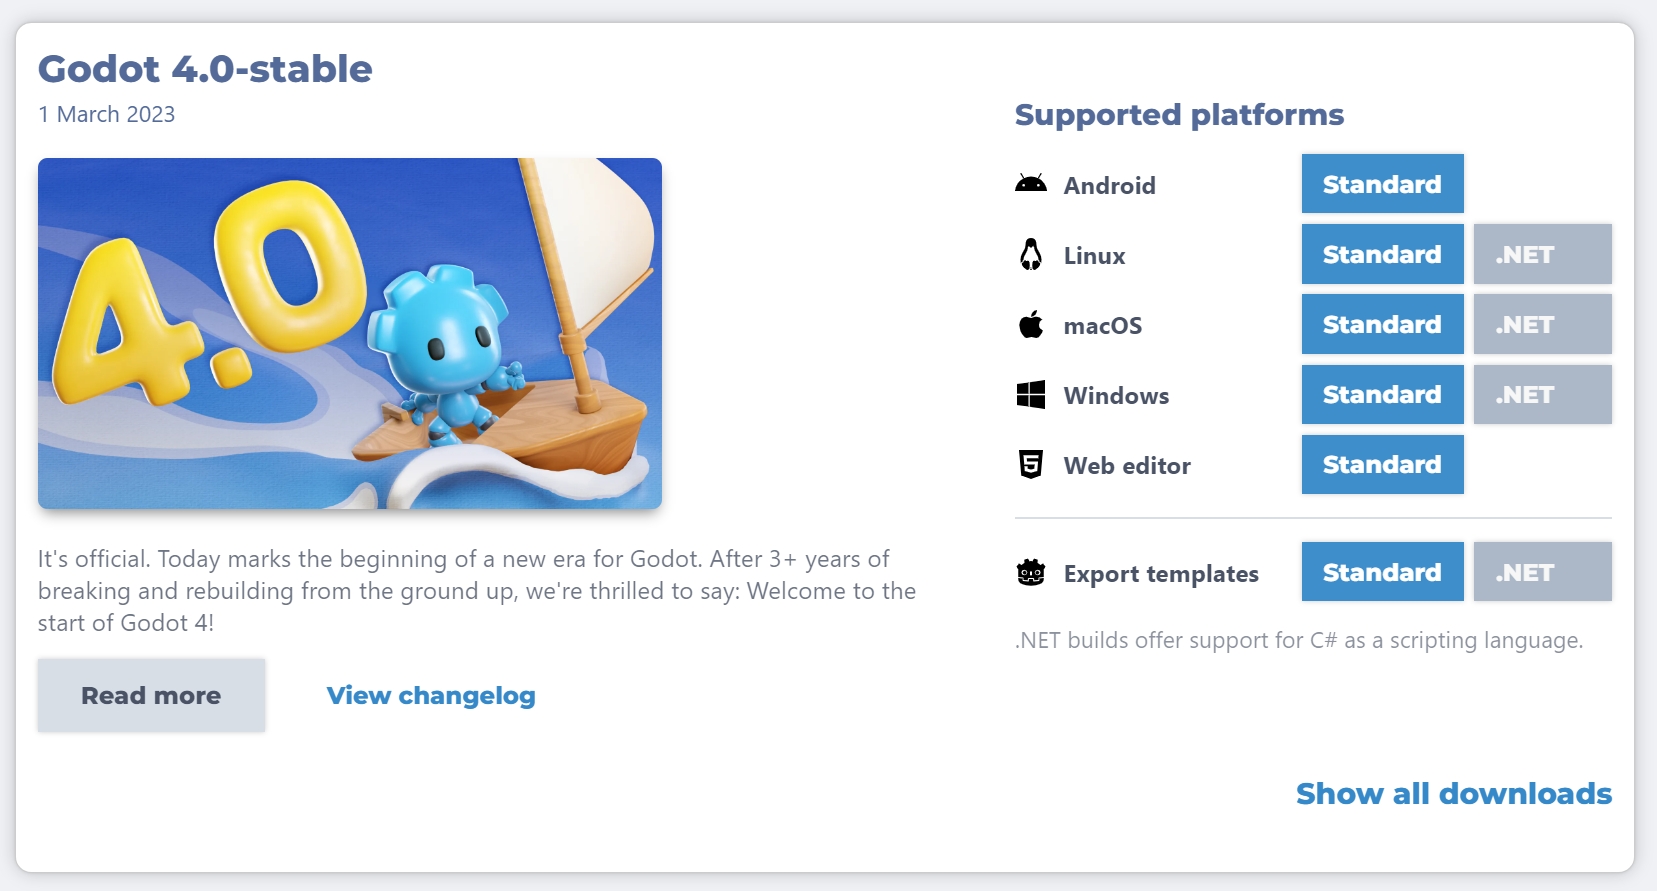 Godot 4.0-stable
1 March 2023
4.0
It's official. Today marks the beginning of a new era for Godot. After 3+ years of
breaking and rebuilding from the ground up, we're thrilled to say: Welcome to the
start of Godot 4!
Read more
View changelog
Supported platforms
Android Standard
Linux Standard .NET
macOS Standard .NET
Windows Standard .NET
Web editor Standard
Export templates Standard .NET
.NET builds offer support for C# as a scripting language.
Show all downloads